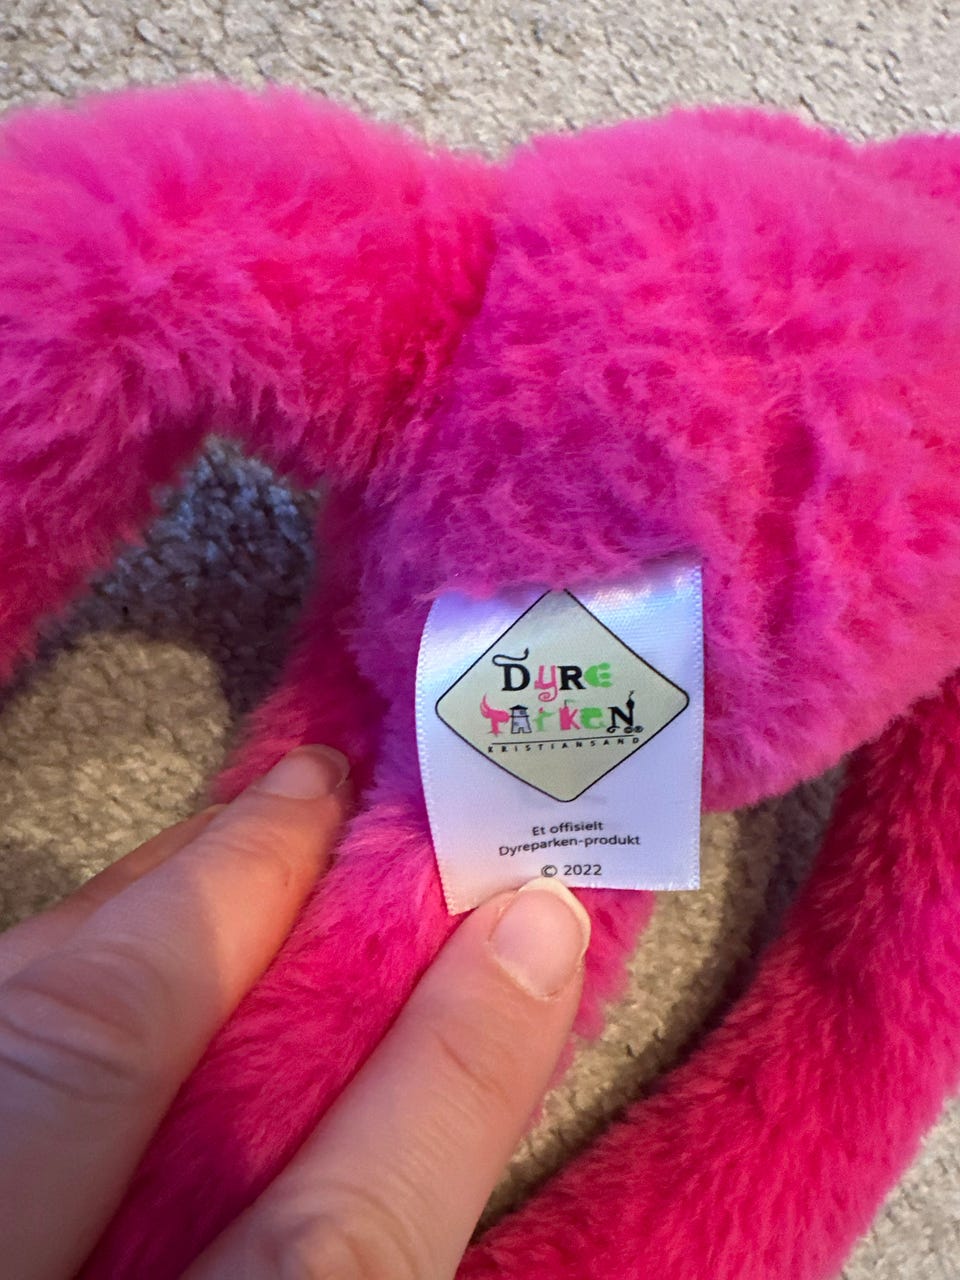 DYRE
PARKEN
KRISTIANSAND
Et offisielt
Dyreparken-produkt
© 2022